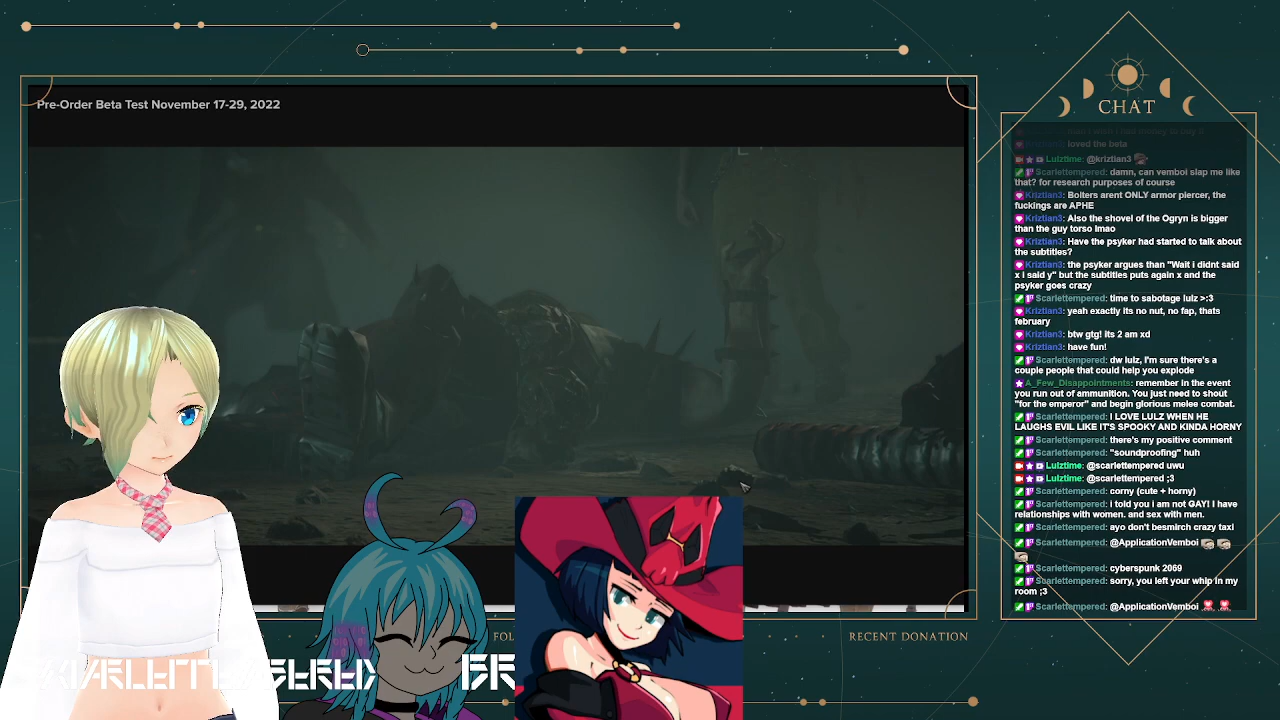 Pre-Order Beta Test November 17-29, 2022
CHAT
loved the beta
Lulztime: @kriztian3
Scarlettempered: damn, can vemboi slap me like
that? for research purposes of course
Kriztian3: Bolters arent ONLY armor piercer, the
fuckings are APHE
Kriztian3: Also the shovel of the Ogryn is bigger
than the guy torso lmao
Kriztian3: Have the psyker had started to talk about
the subtitles?
Kriztian3: the psyker argues than "Wait i didnt said
x i said y" but the subtitles puts again x and the
psyker goes crazy
Scarlettempered: time to sabotage lulz >:3
Kriztian3: yeah exactly its no nut, no fap, thats
february
Kriztian3: btw gtg! its 2 am xd
Kriztian3: have fun!
Scarlettempered: dw lulz, I'm sure there's a
couple people that could help you explode
A_Few_Disappointments: remember in the event
you run out of ammunition. You just need to shout
"for the emperor" and begin glorious melee combat.
Scarlettempered: I LOVE LULZ WHEN HE
LAUGHS EVIL LIKE IT'S SPOOKY AND KINDA HORNY
Scarlettempered: there's my positive comment
Scarlettempered: "soundproofing" huh
Lulztime: @scarlettempered uwu
Lulztime: @scarlettempered ;3
Scarlettempered: corny (cute + horny)
Scarlettempered: i told you i am not GAY! I have
relationships with women. and sex with men.
Scarlettempered: ayo don't besmirch crazy taxi
Scarlettempered: @ApplicationVemboi
Scarlettempered: cyberspunk 2069
Scarlettempered: sorry, you left your whip in my
room ;3
Scarlettempered: @ApplicationVemboi
FOL
RECENT DONATION